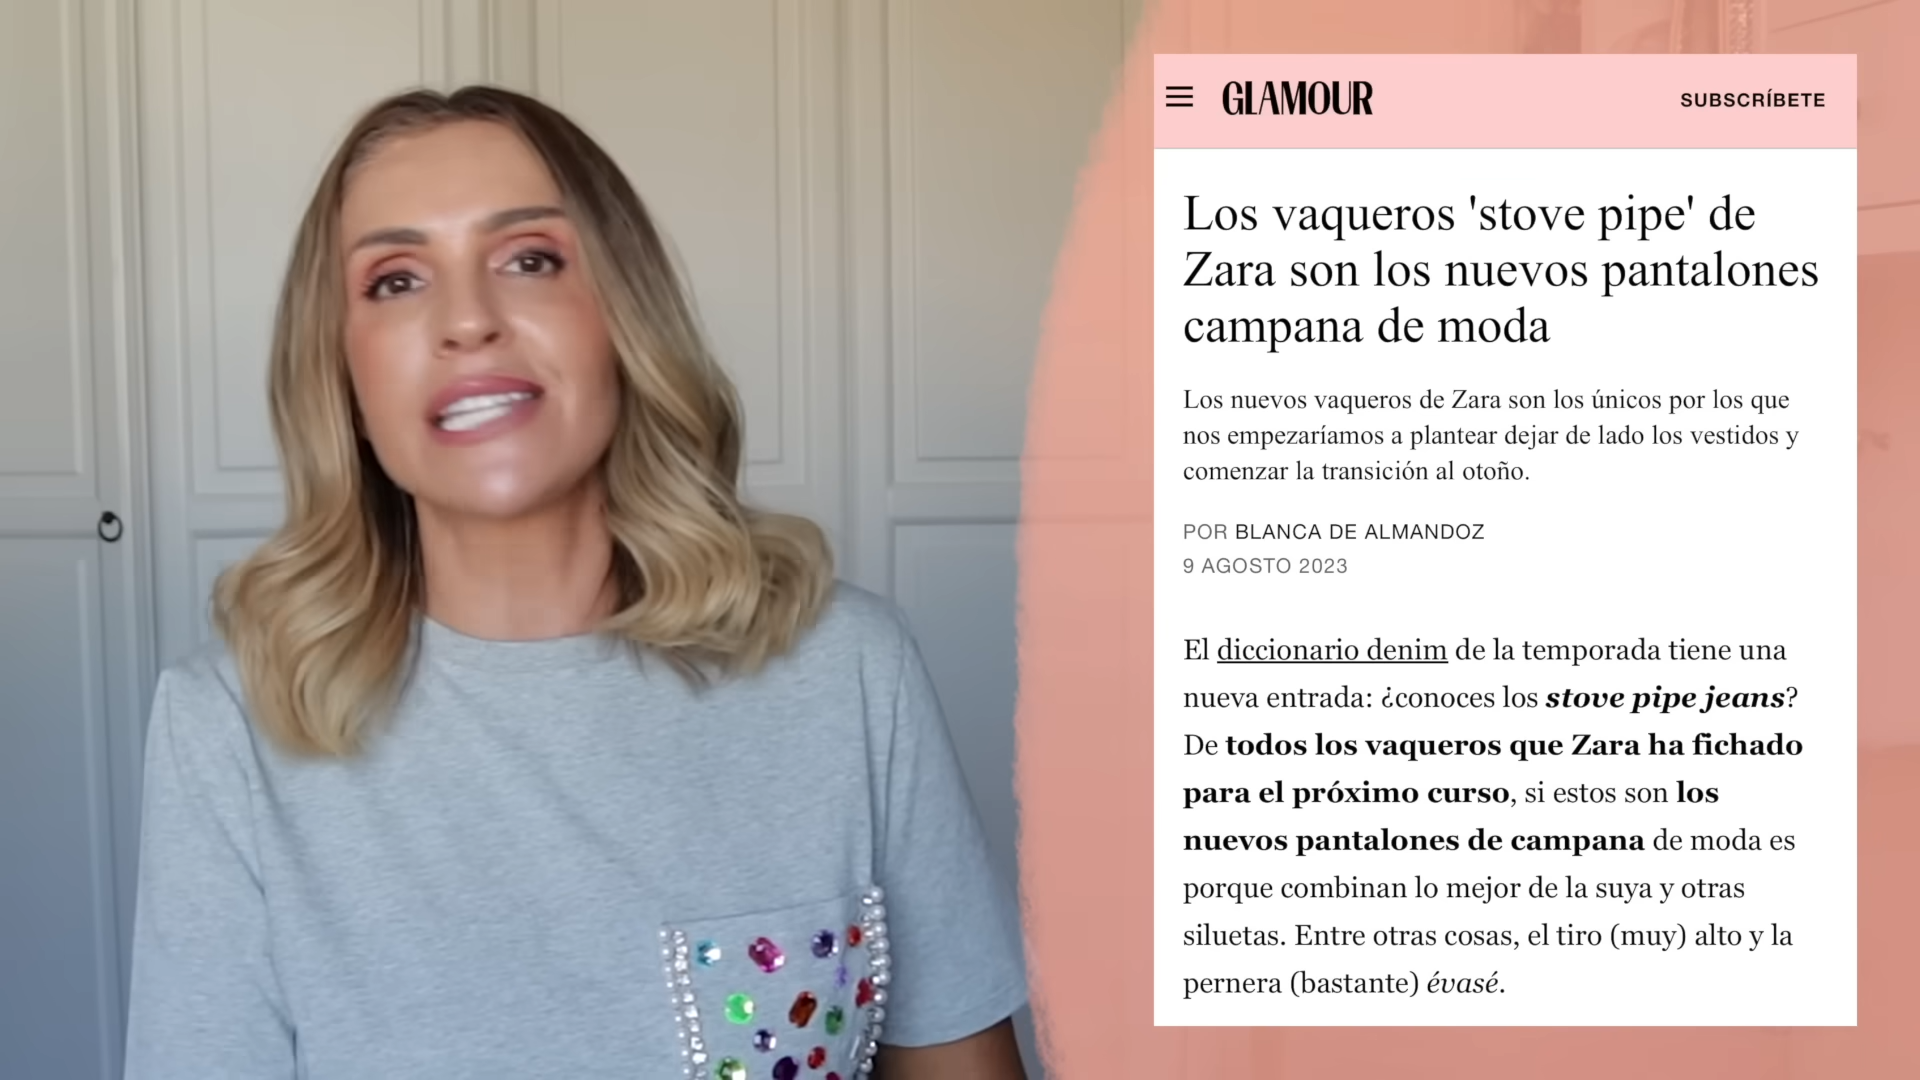 GLAMOUR
SUBSCRÍBETE
Los vaqueros 'stove pipe' de
Zara son los nuevos pantalones
campana de moda
Los nuevos vaqueros de Zara son los únicos por los que
nos empezaríamos a plantear dejar de lado los vestidos y
comenzar la transición al otoño.
POR BLANCA DE ALMANDOZ
9 AGOSTO 2023
El diccionario denim de la temporada tiene una
nueva entrada: ¿conoces los stove pipe jeans?
De todos los vaqueros que Zara ha fichado
para el próximo curso, si estos son los
nuevos pantalones de campana de moda es
porque combinan lo mejor de la suya y otras
siluetas. Entre otras cosas, el tiro (muy) alto y la
pernera (bastante) évasé.